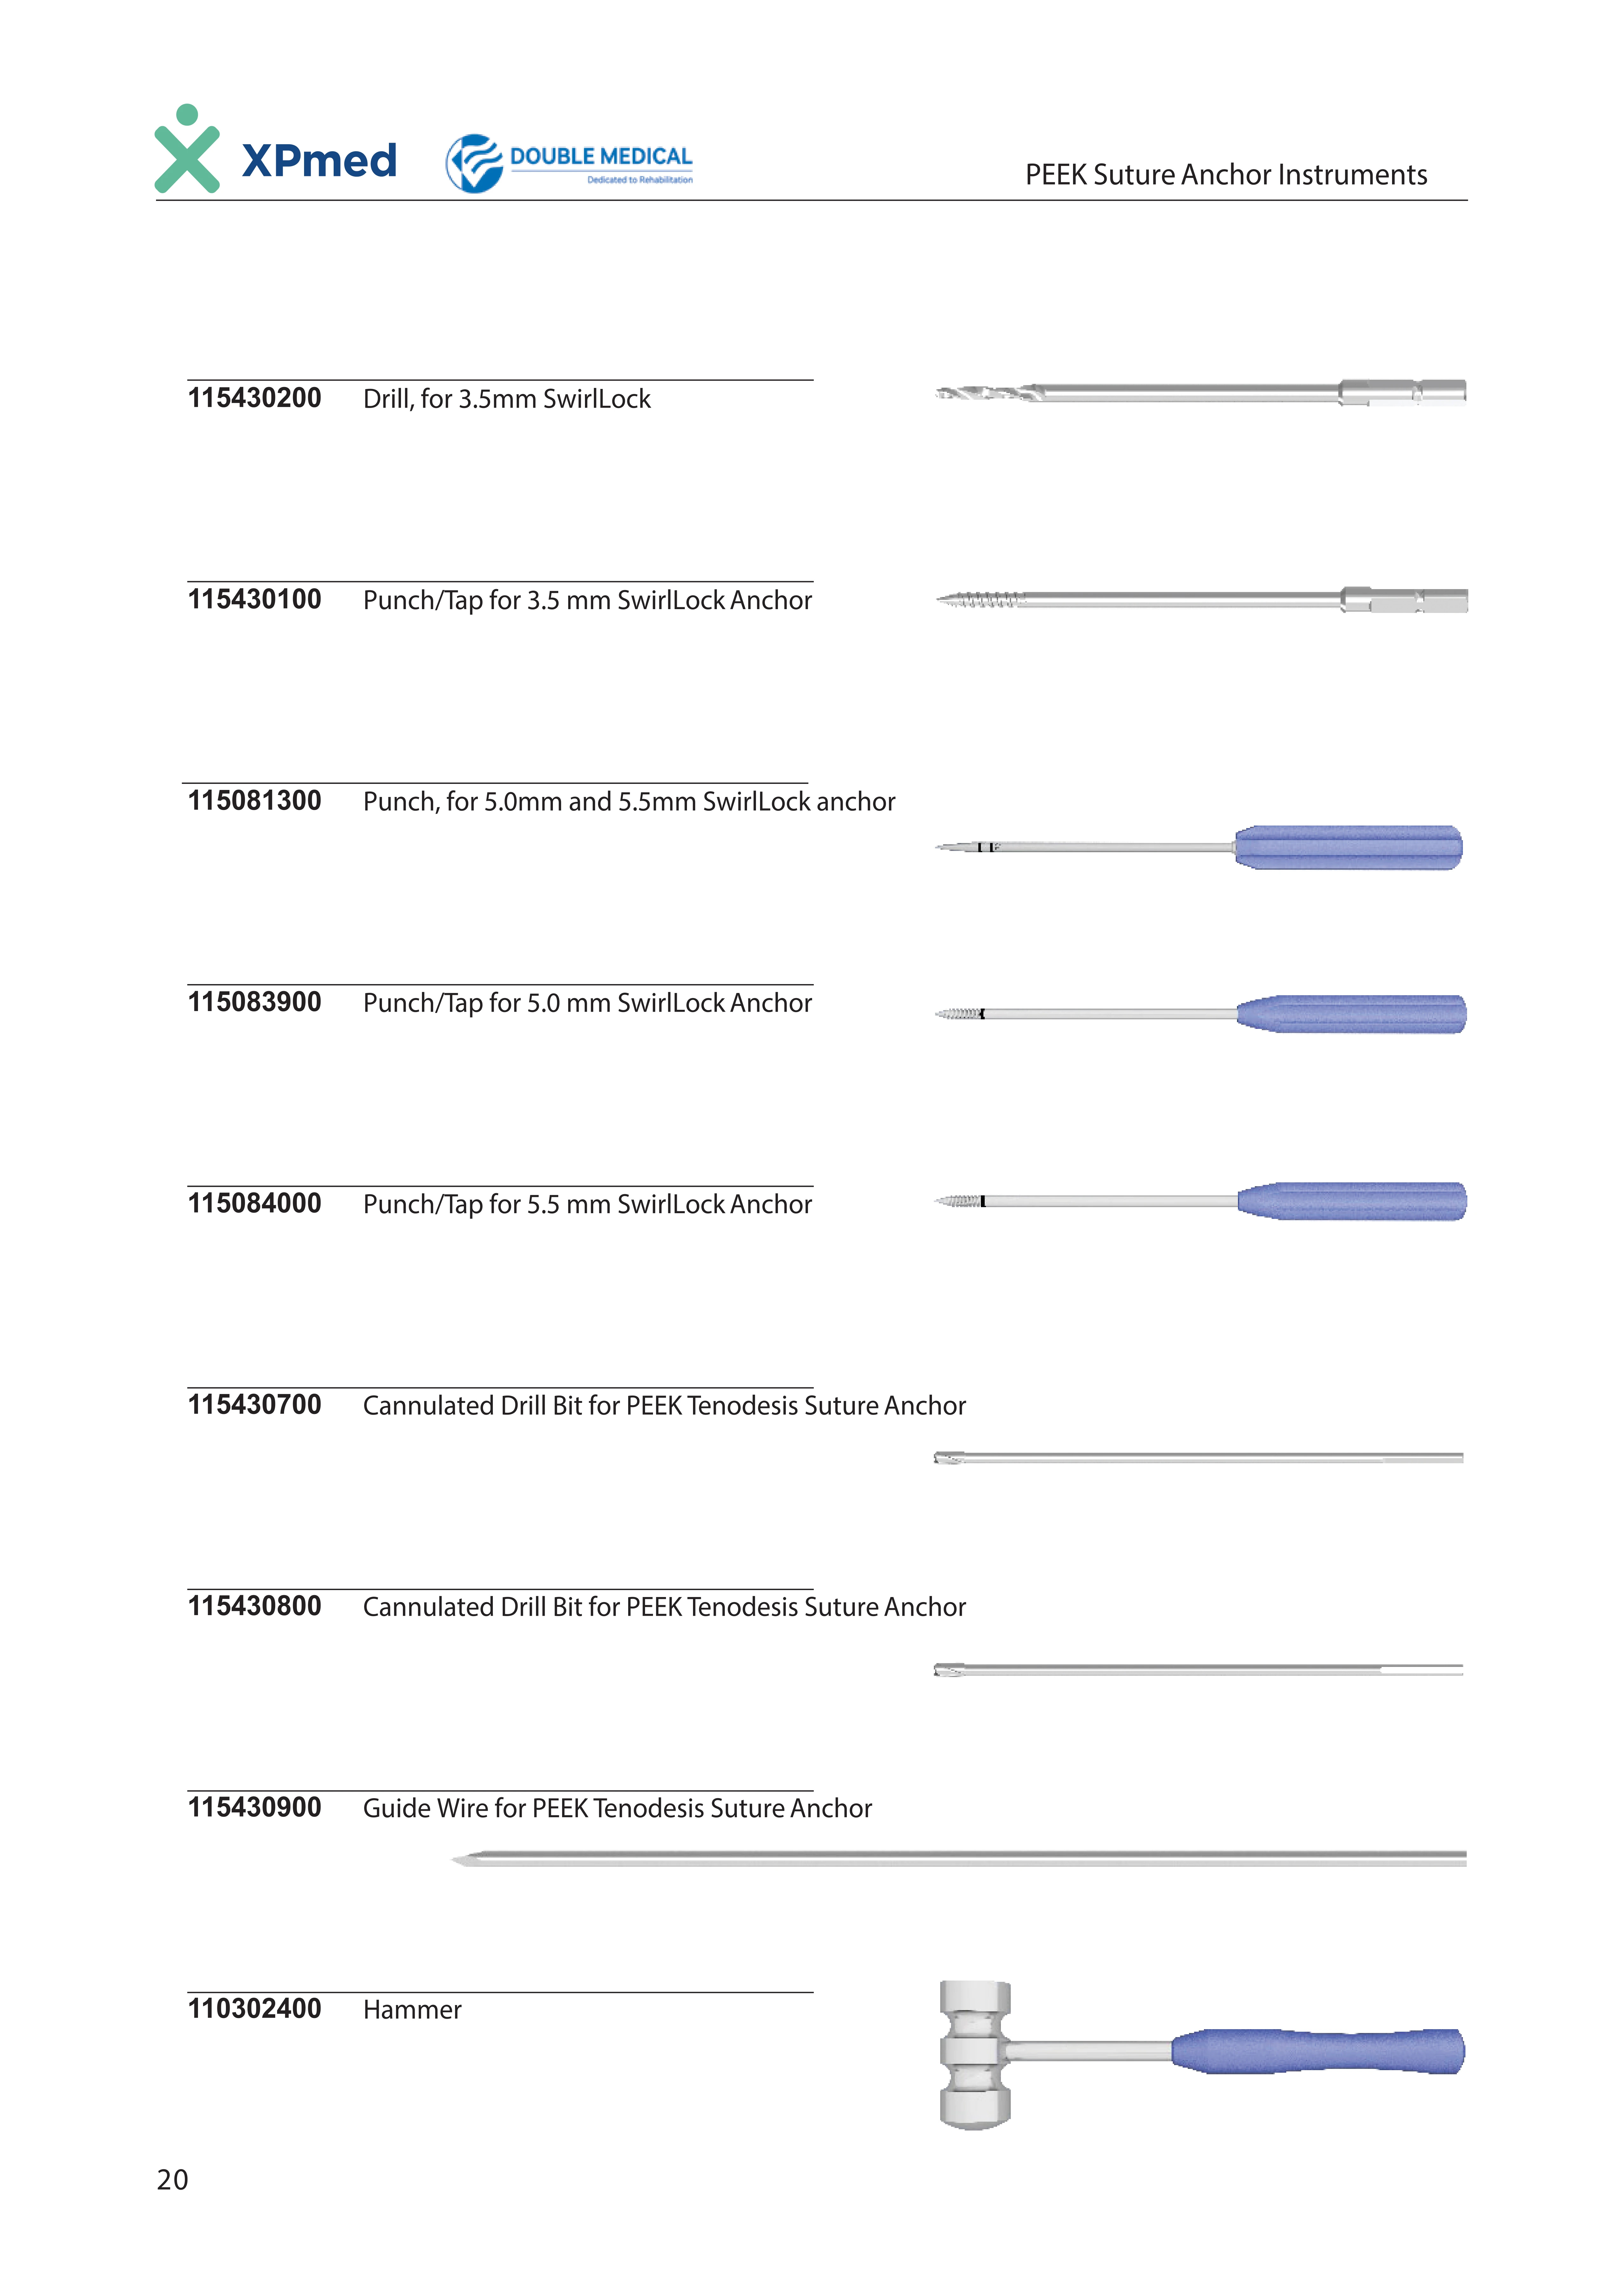 XPmed
DOUBLE MEDICAL
Dedicated to Rehabilitation
PEEK Suture Anchor Instruments
115430200 Drill, for 3.5mm SwirlLock
115430100 Punch/Tap for 3.5 mm SwirlLock Anchor
115081300 Punch, for 5.0mm and 5.5mm SwirlLock anchor
115083900 Punch/Tap for 5.0 mm SwirlLock Anchor
115084000 Punch/Tap for 5.5 mm SwirlLock Anchor
115430700 Cannulated Drill Bit for PEEK Tenodesis Suture Anchor
115430800 Cannulated Drill Bit for PEEK Tenodesis Suture Anchor
115430900 Guide Wire for PEEK Tenodesis Suture Anchor
110302400 Hammer
20